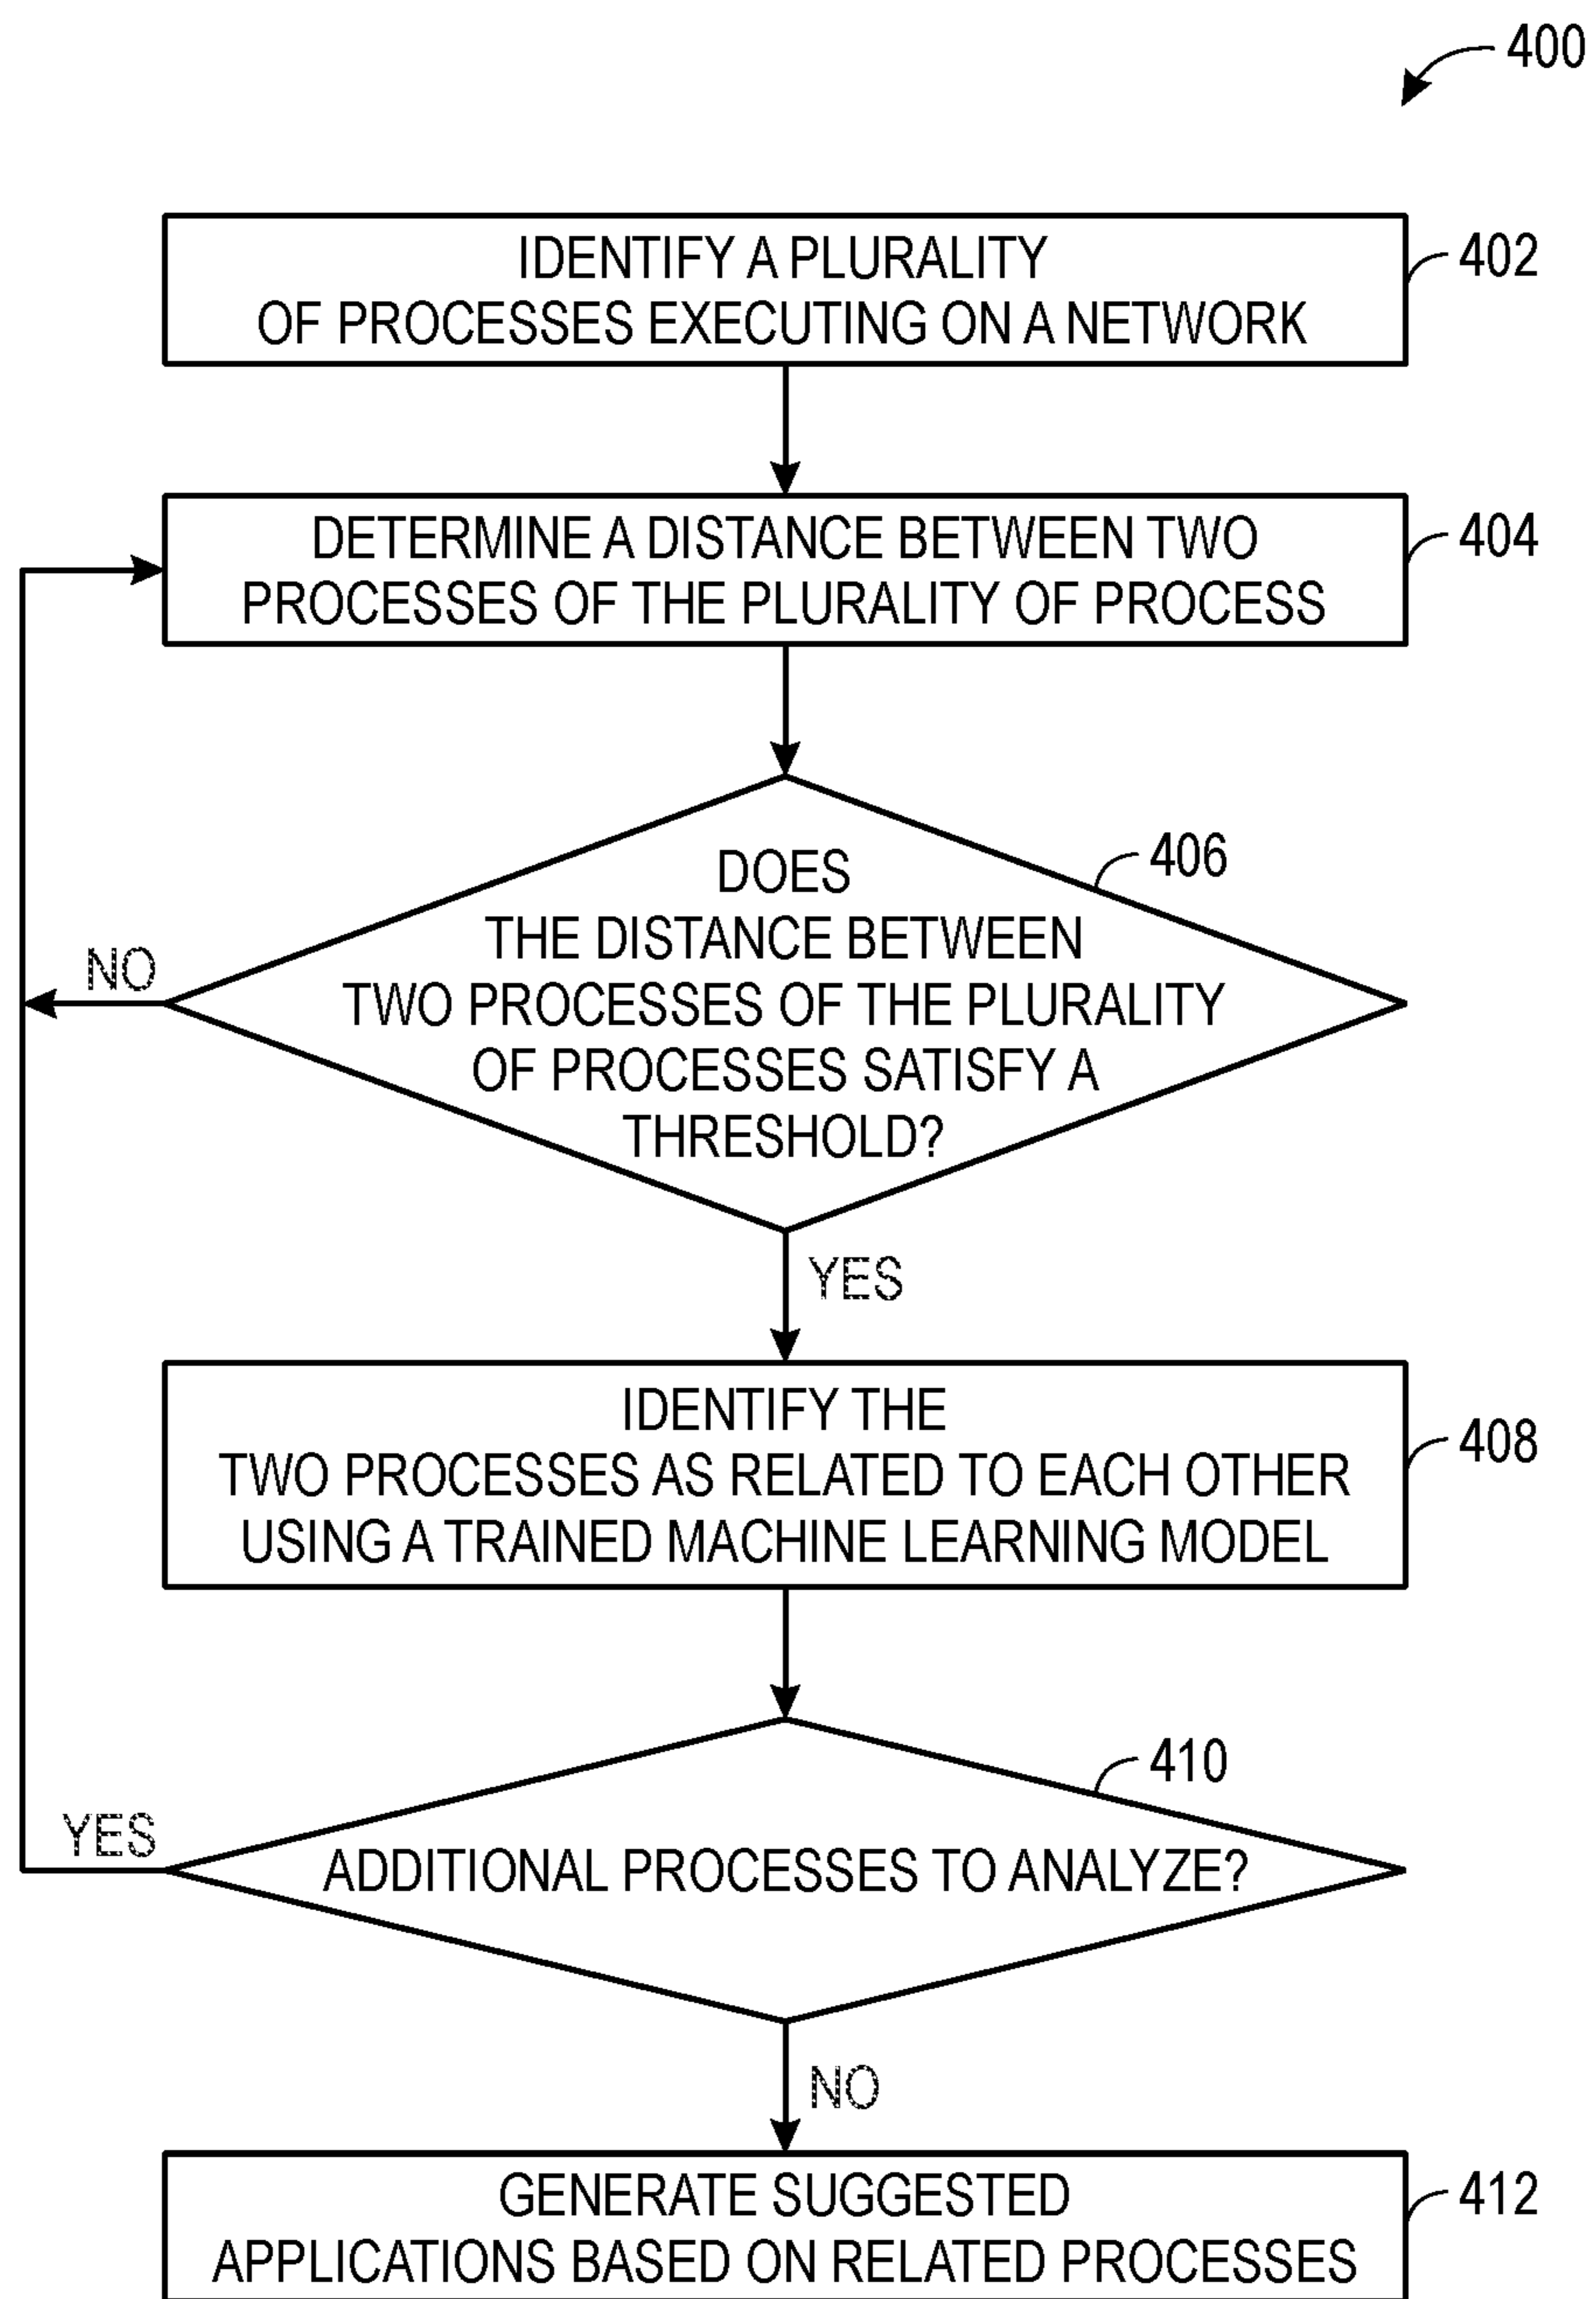 400
IDENTIFY A PLURALITY
OF PROCESSES EXECUTING ON A NETWORK
402
DETERMINE A DISTANCE BETWEEN TWO
PROCESSES OF THE PLURALITY OF PROCESS
404
DOES
THE DISTANCE BETWEEN
TWO PROCESSES OF THE PLURALITY
OF PROCESSES SATISFY A
THRESHOLD?
406
NO
YES
IDENTIFY THE
TWO PROCESSES AS RELATED TO EACH OTHER
USING A TRAINED MACHINE LEARNING MODEL
408
ADDITIONAL PROCESSES TO ANALYZE?
410
YES
NO
GENERATE SUGGESTED
APPLICATIONS BASED ON RELATED PROCESSES
412